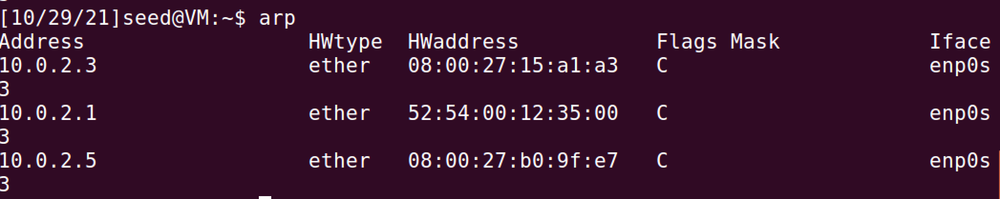 [10/29/21]seed@VM:~$ arp
Address                  HWtype  HWaddress           Flags Mask            Iface
10.0.2.3                 ether   08:00:27:15:a1:a3   C                     enp0s
3
10.0.2.1                 ether   52:54:00:12:35:00   C                     enp0s
3
10.0.2.5                 ether   08:00:27:b0:9f:e7   C                     enp0s
3